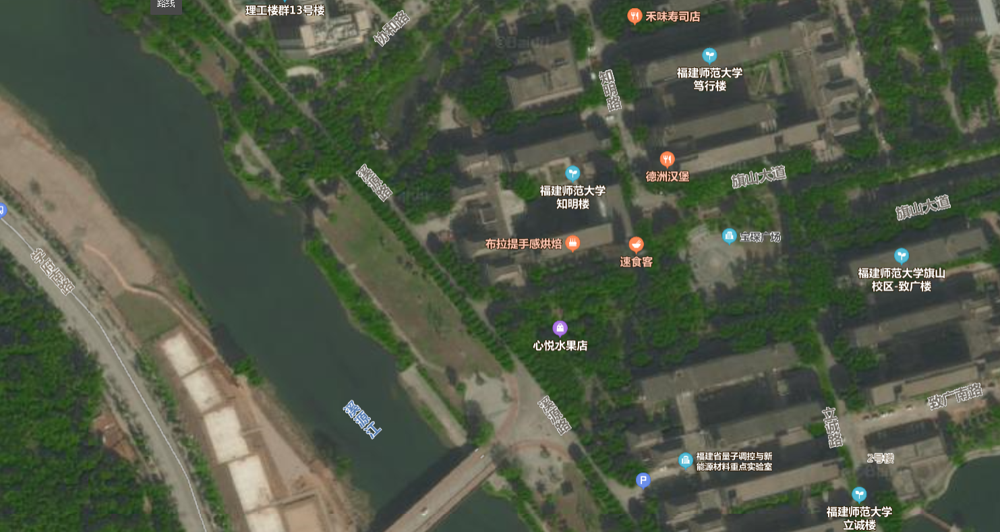 路线
理工楼群13号楼
协和路
禾味寿司店
福建师范大学
笃行楼
知明路
溪源路
德洲汉堡
旗山大道
福建师范大学
知明楼
旗山大道
宝琛广场
布拉提手感烘焙
速食客
福建师范大学旗山
校区-致广楼
心悦水果店
溪源路
溪源江
致广南路
立诚路
福建省量子调控与新
能源材料重点实验室
2号楼
P
福建师范大学
立诚楼